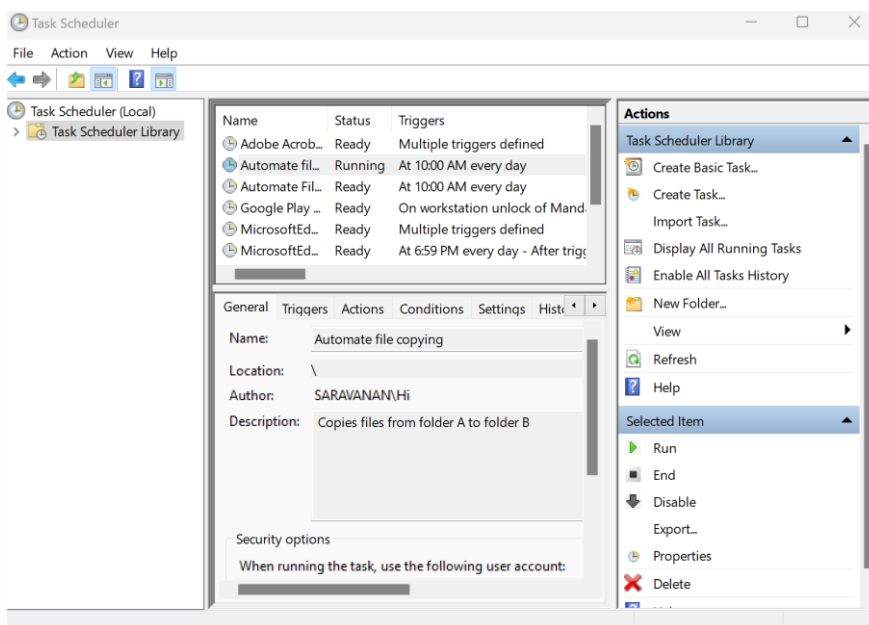 Task Scheduler
File Action View Help
Task Scheduler (Local)
Task Scheduler Library
Name Status Triggers
Adobe Acrob... Ready Multiple triggers defined
Automate fil... Running At 10:00 AM every day
Automate Fil... Ready At 10:00 AM every day
Google Play ... Ready On workstation unlock of Mand
MicrosoftEd... Ready Multiple triggers defined
MicrosoftEd... Ready At 6:59 PM every day - After trigg
General Triggers Actions Conditions Settings Histo
Name: Automate file copying
Location: \
Author: SARAVANAN\Hi
Description: Copies files from folder A to folder B
Security options
When running the task, use the following user account:
Actions
Task Scheduler Library
Create Basic Task...
Create Task...
Import Task...
Display All Running Tasks
Enable All Tasks History
New Folder...
View
Refresh
Help
Selected Item
Run
End
Disable
Export...
Properties
Delete